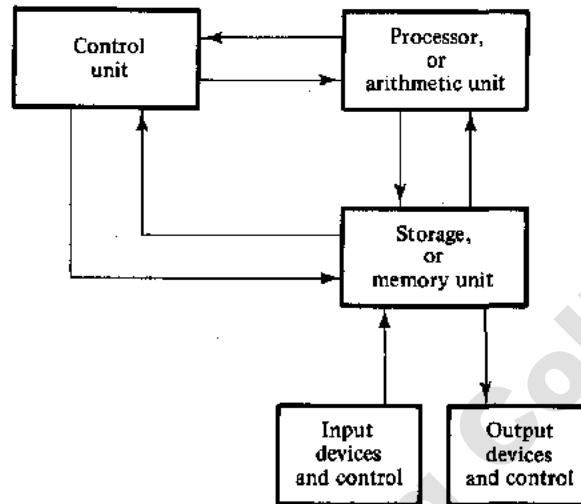 Control
unit
Processor,
or
arithmetic unit
Storage,
or
memory unit
Input
devices
and control
Output
devices
and control